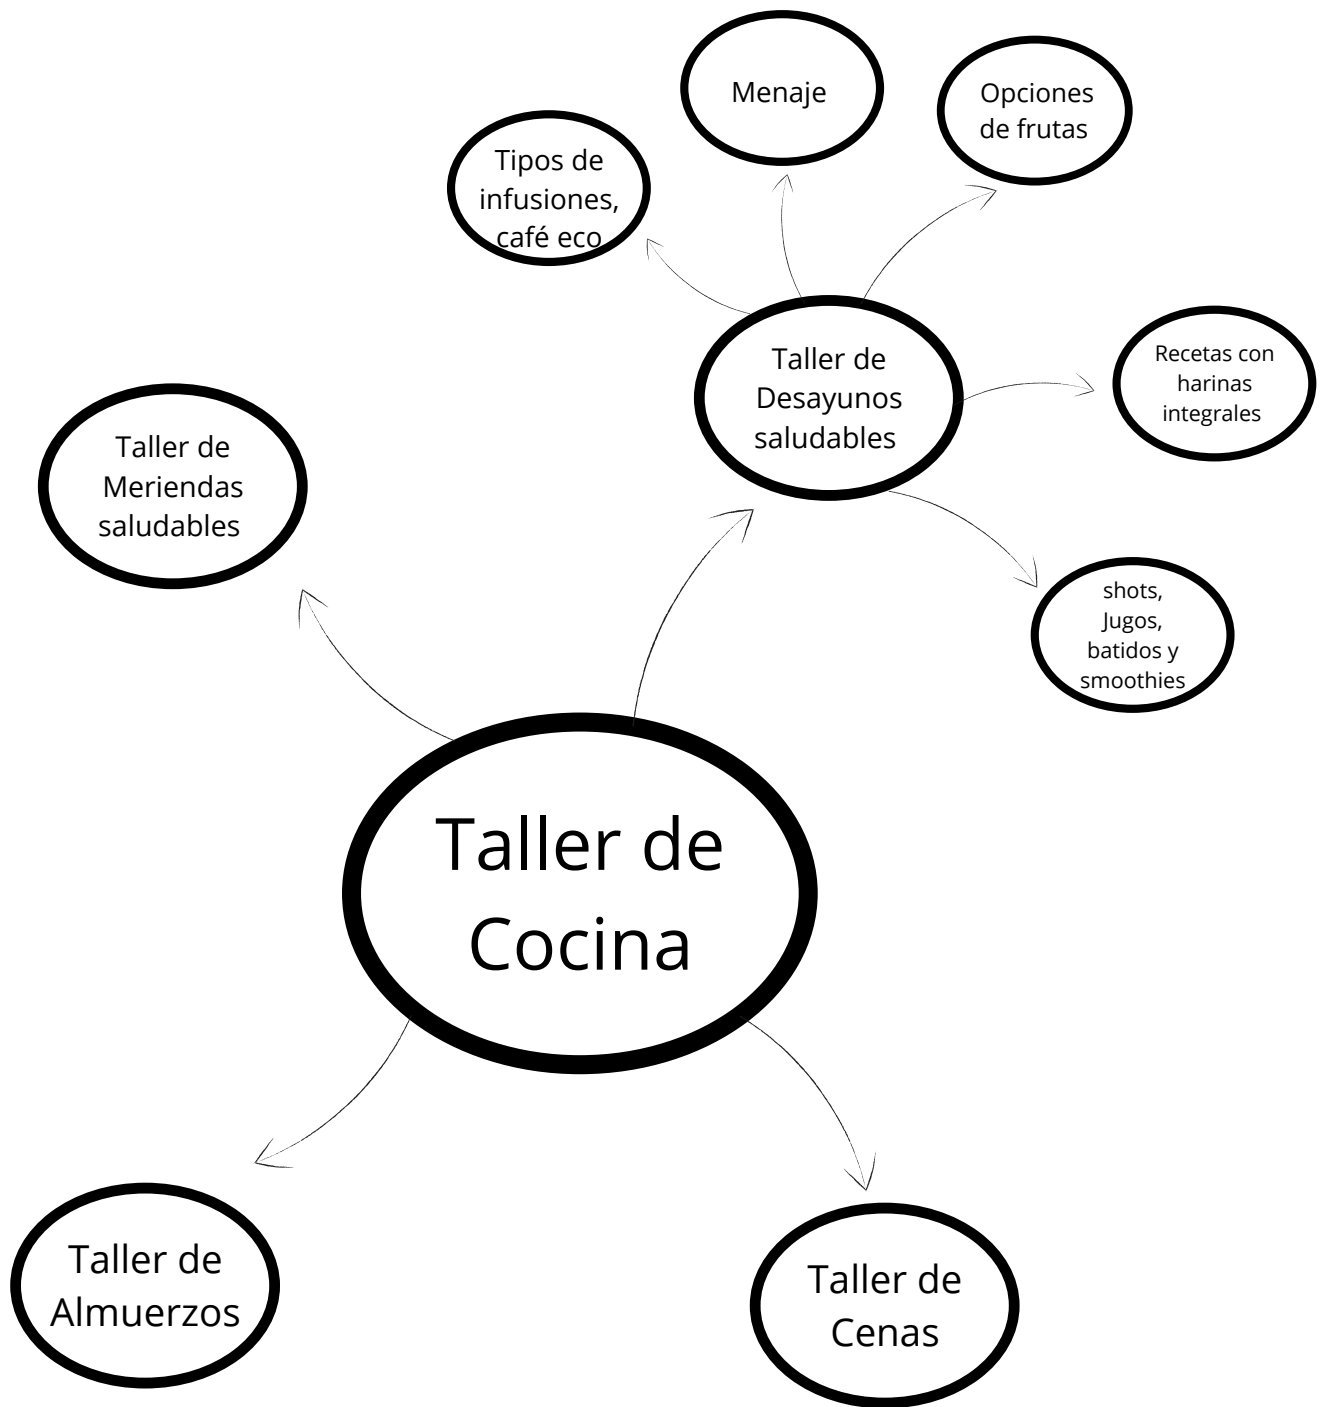 Menaje
Opciones
de frutas
Tipos de
infusiones,
café eco
Taller de
Desayunos
saludables
Recetas con
harinas
integrales
Taller de
Meriendas
saludables
shots,
Jugos,
batidos y
smoothies
Taller de
Cocina
Taller de
Almuerzos
Taller de
Cenas